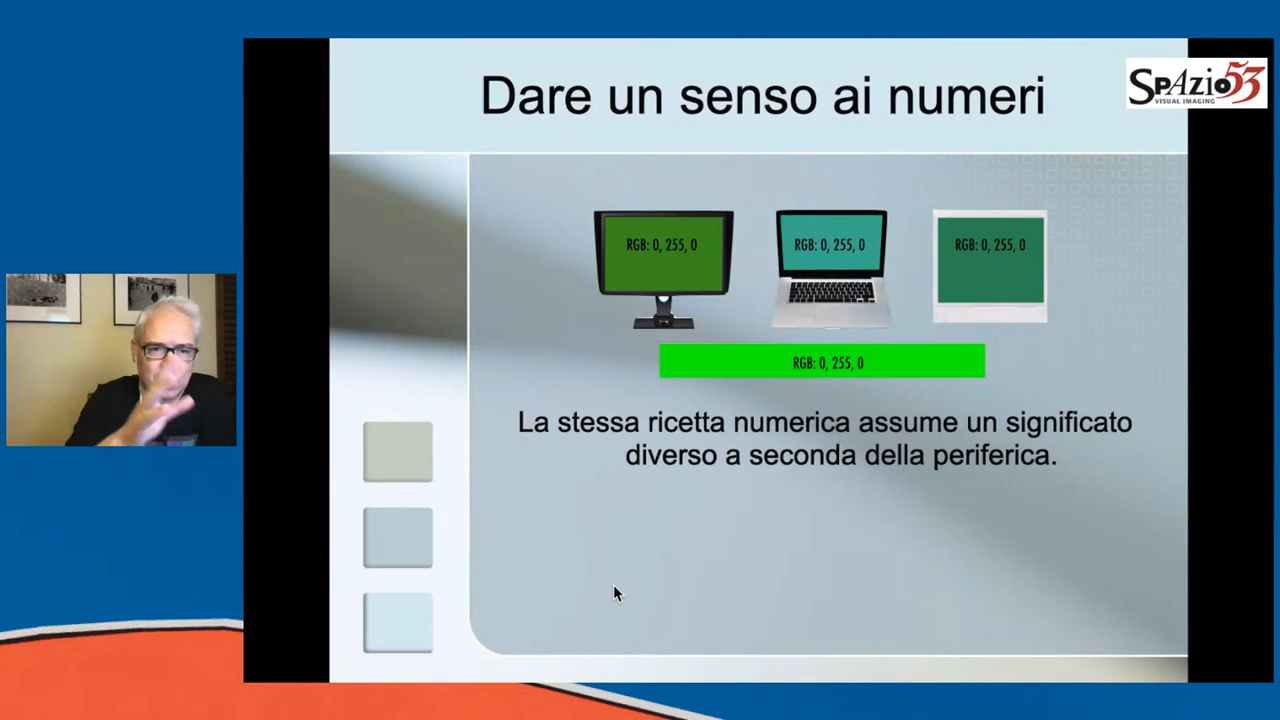 Dare un senso ai numeri
SPAZIO53
VISUAL IMAGING
RGB: 0, 255, 0
RGB: 0, 255, 0
RGB: 0, 255, 0
RGB: 0, 255, 0
La stessa ricetta numerica assume un significato
diverso a seconda della periferica.